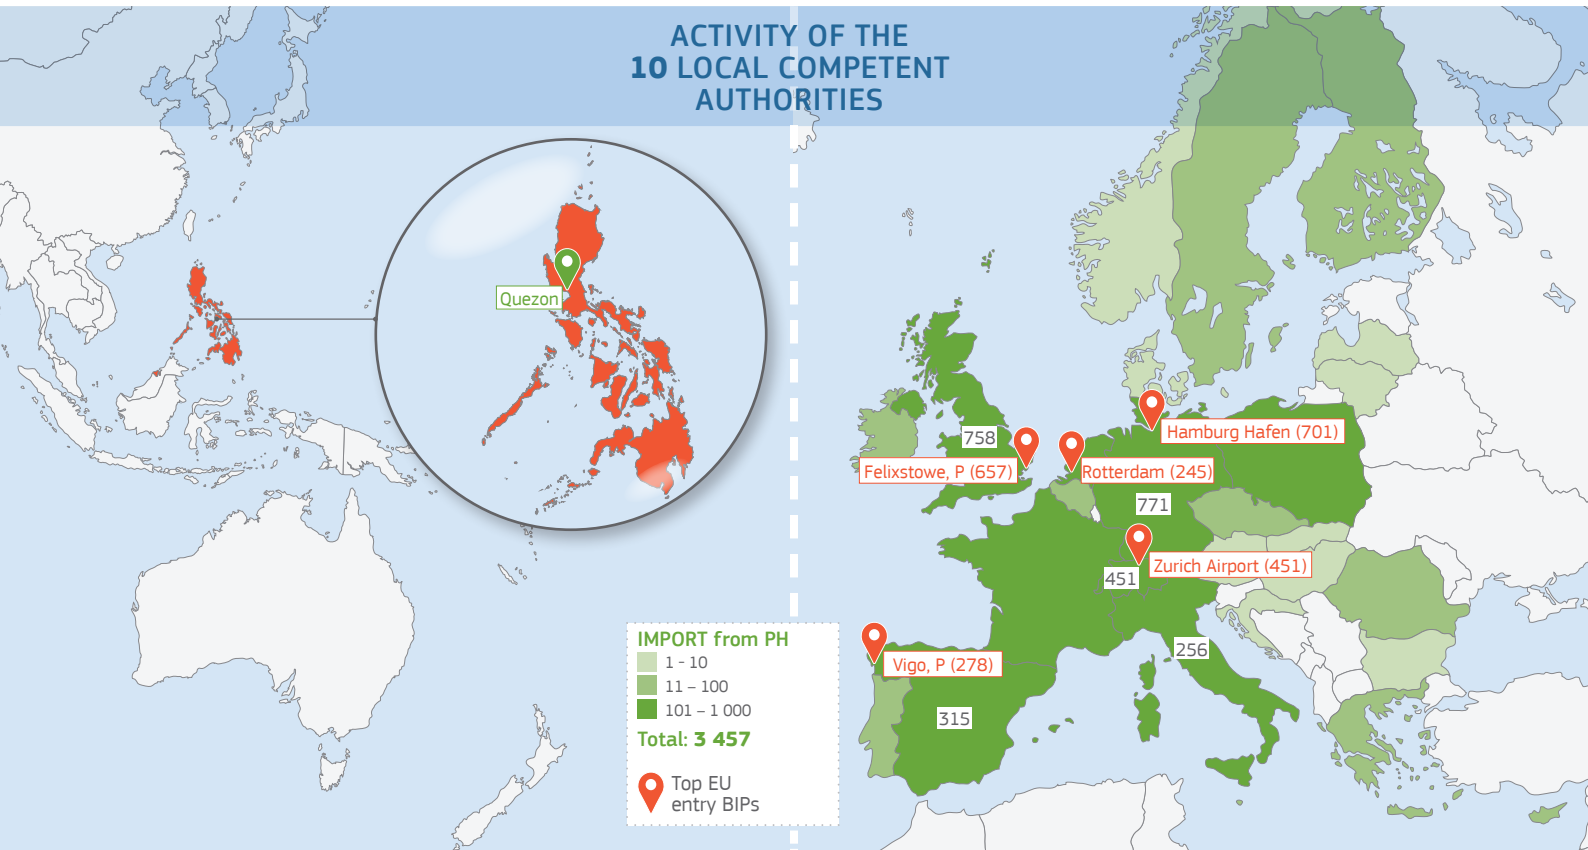 ACTIVITY OF THE
10 LOCAL COMPETENT
AUTHORITIES
Quezon
758
Hamburg Hafen (701)
Felixstowe, P (657)
Rotterdam (245)
771
Zurich Airport (451)
451
256
Vigo, P (278)
315
IMPORT from PH
1 - 10
11 – 100
101 – 1 000
Total: 3 457
Top EU
entry BIPs